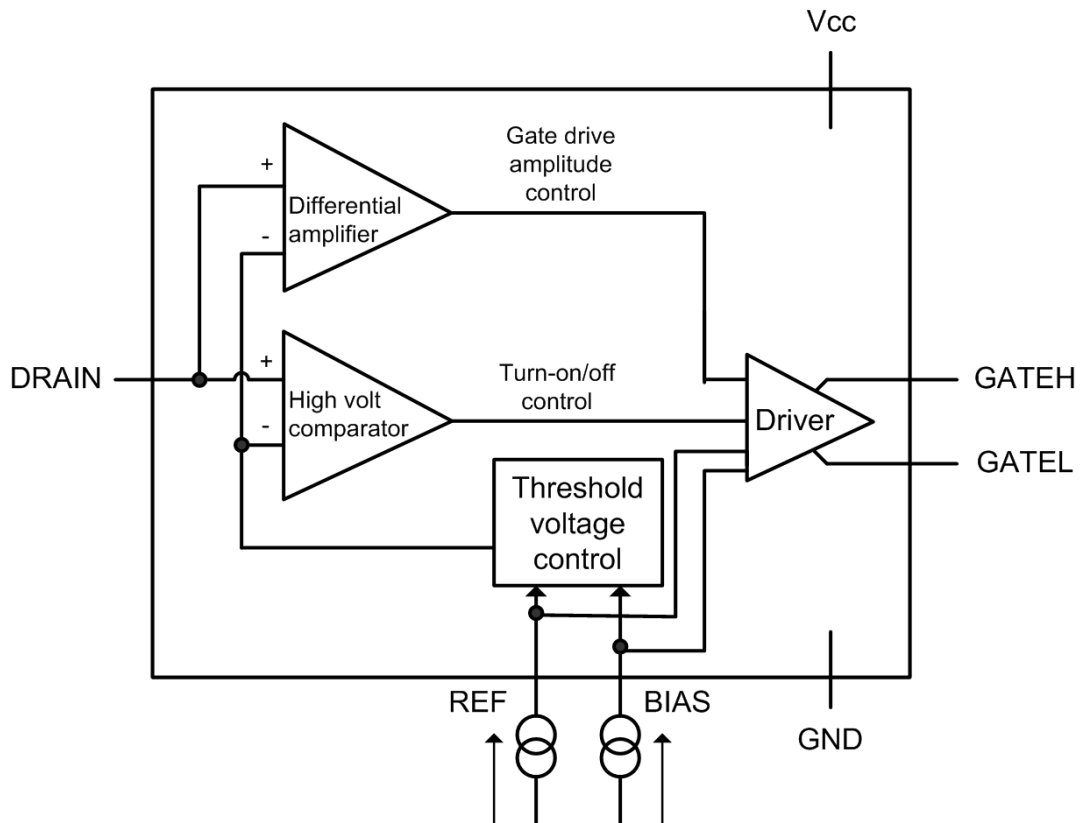 Vcc
Gate drive
amplitude
control
+
Differential
amplifier
-
DRAIN
+
High volt
comparator
-
Turn-on/off
control
Driver
GATEH
GATEL
Threshold
voltage
control
REF
BIAS
GND